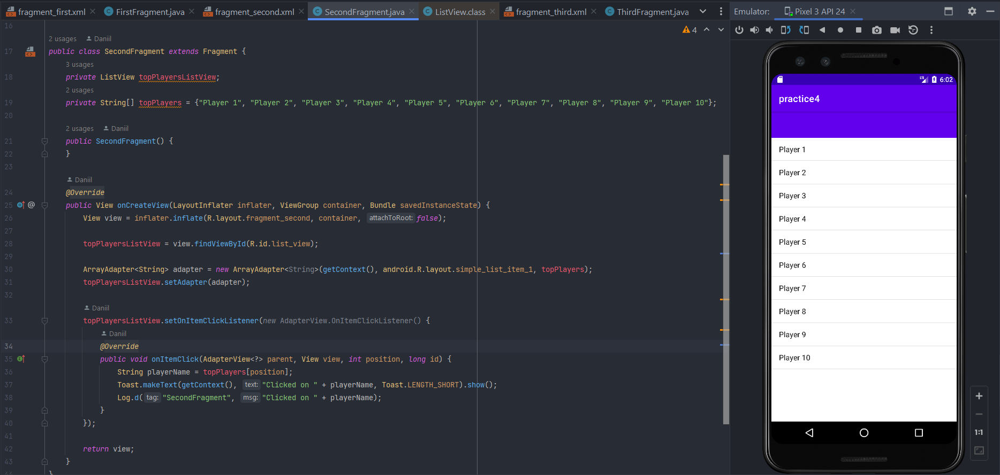 fragment_first.xml FirstFragment.java fragment_second.xml SecondFragment.java ListView.class fragment_third.xml ThirdFragment.java Emulator: Pixel 3 API 24
16 4
2 usages Daniil
17 public class SecondFragment extends Fragment {
3 usages
18 private ListView topPlayersListView;
2 usages
19 private String[] topPlayers = {"Player 1", "Player 2", "Player 3", "Player 4", "Player 5", "Player 6", "Player 7", "Player 8", "Player 9", "Player 10"};
20
2 usages Daniil
21 public SecondFragment() {
22 }
23
Daniil
24 @Override
25 @ public View onCreateView(LayoutInflater inflater, ViewGroup container, Bundle savedInstanceState) {
26 View view = inflater.inflate(R.layout.fragment_second, container, attachToRoot: false);
27
28 topPlayersListView = view.findViewById(R.id.list_view);
29
30 ArrayAdapter<String> adapter = new ArrayAdapter<String>(getContext(), android.R.layout.simple_list_item_1, topPlayers);
31 topPlayersListView.setAdapter(adapter);
32
Daniil
33 topPlayersListView.setOnItemClickListener(new AdapterView.OnItemClickListener() {
Daniil
34 @Override
35 public void onItemClick(AdapterView<?> parent, View view, int position, long id) {
36 String playerName = topPlayers[position];
37 Toast.makeText(getContext(), text: "Clicked on " + playerName, Toast.LENGTH_SHORT).show();
38 Log.d( tag: "SecondFragment", msg: "Clicked on " + playerName);
39 }
40 });
41
42 return view;
43 }
44 }
LTE 6:02
practice4
Player 1
Player 2
Player 3
Player 4
Player 5
Player 6
Player 7
Player 8
Player 9
Player 10
1:1